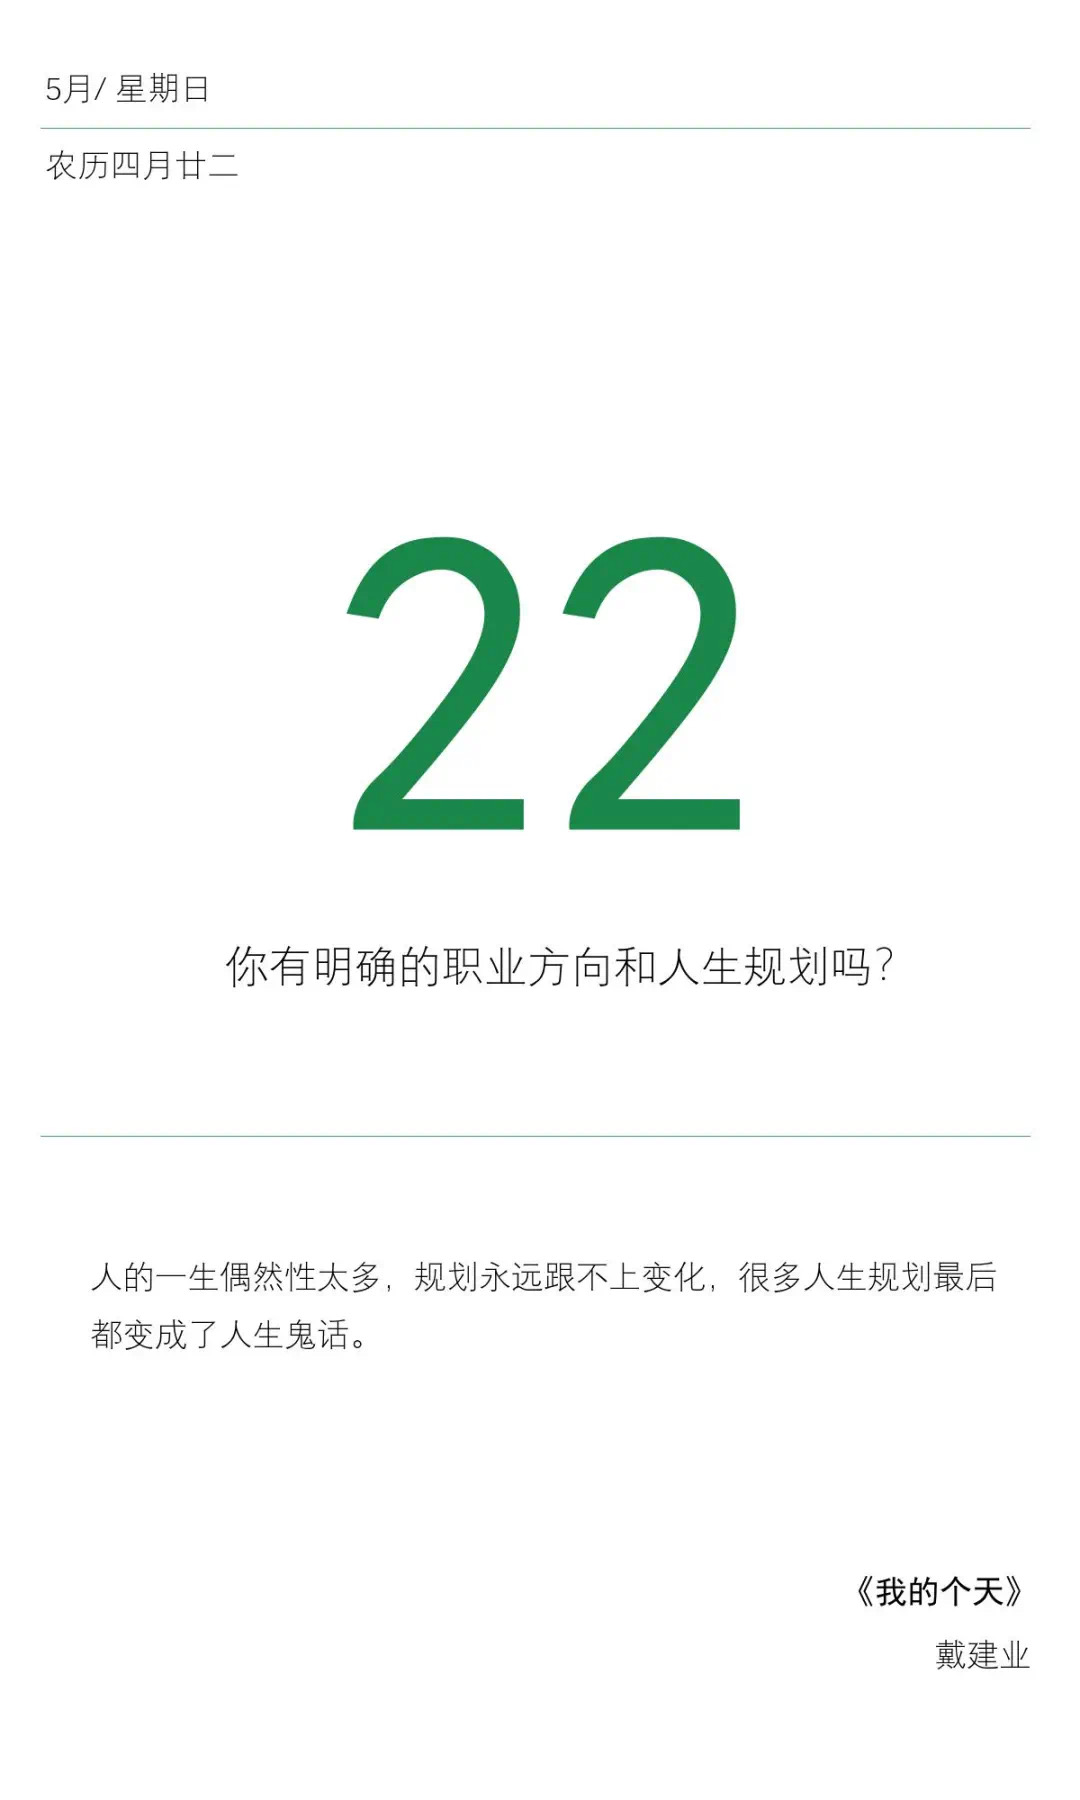 5月/ 星期日
农历四月廿二
22
你有明确的职业方向和人生规划吗？
人的一生偶然性太多，规划永远跟不上变化，很多人生规划最后
都变成了人生鬼话。
《我的个天》
戴建业